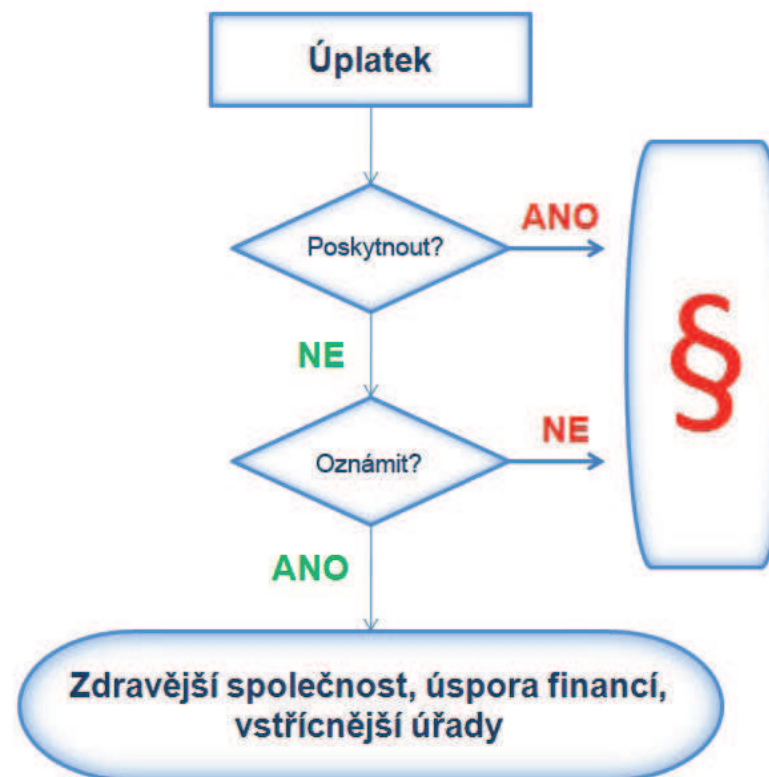 Úplatek
ANO
Poskytnout?
§
NE
NE
Oznámit?
ANO
Zdravější společnost, úspora financí,
vstřícnější úřady